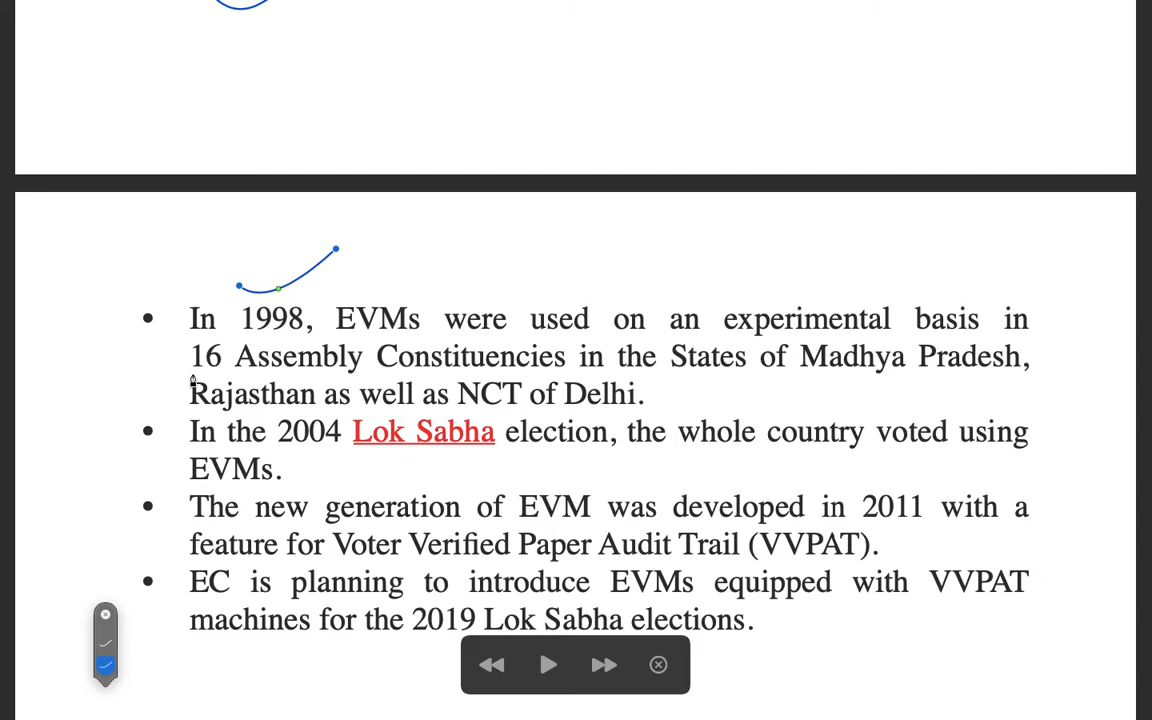 • In 1998, EVMs were used on an experimental basis in
16 Assembly Constituencies in the States of Madhya Pradesh,
Rajasthan as well as NCT of Delhi.
• In the 2004 Lok Sabha election, the whole country voted using
EVMs.
• The new generation of EVM was developed in 2011 with a
feature for Voter Verified Paper Audit Trail (VVPAT).
• EC is planning to introduce EVMs equipped with VVPAT
machines for the 2019 Lok Sabha elections.